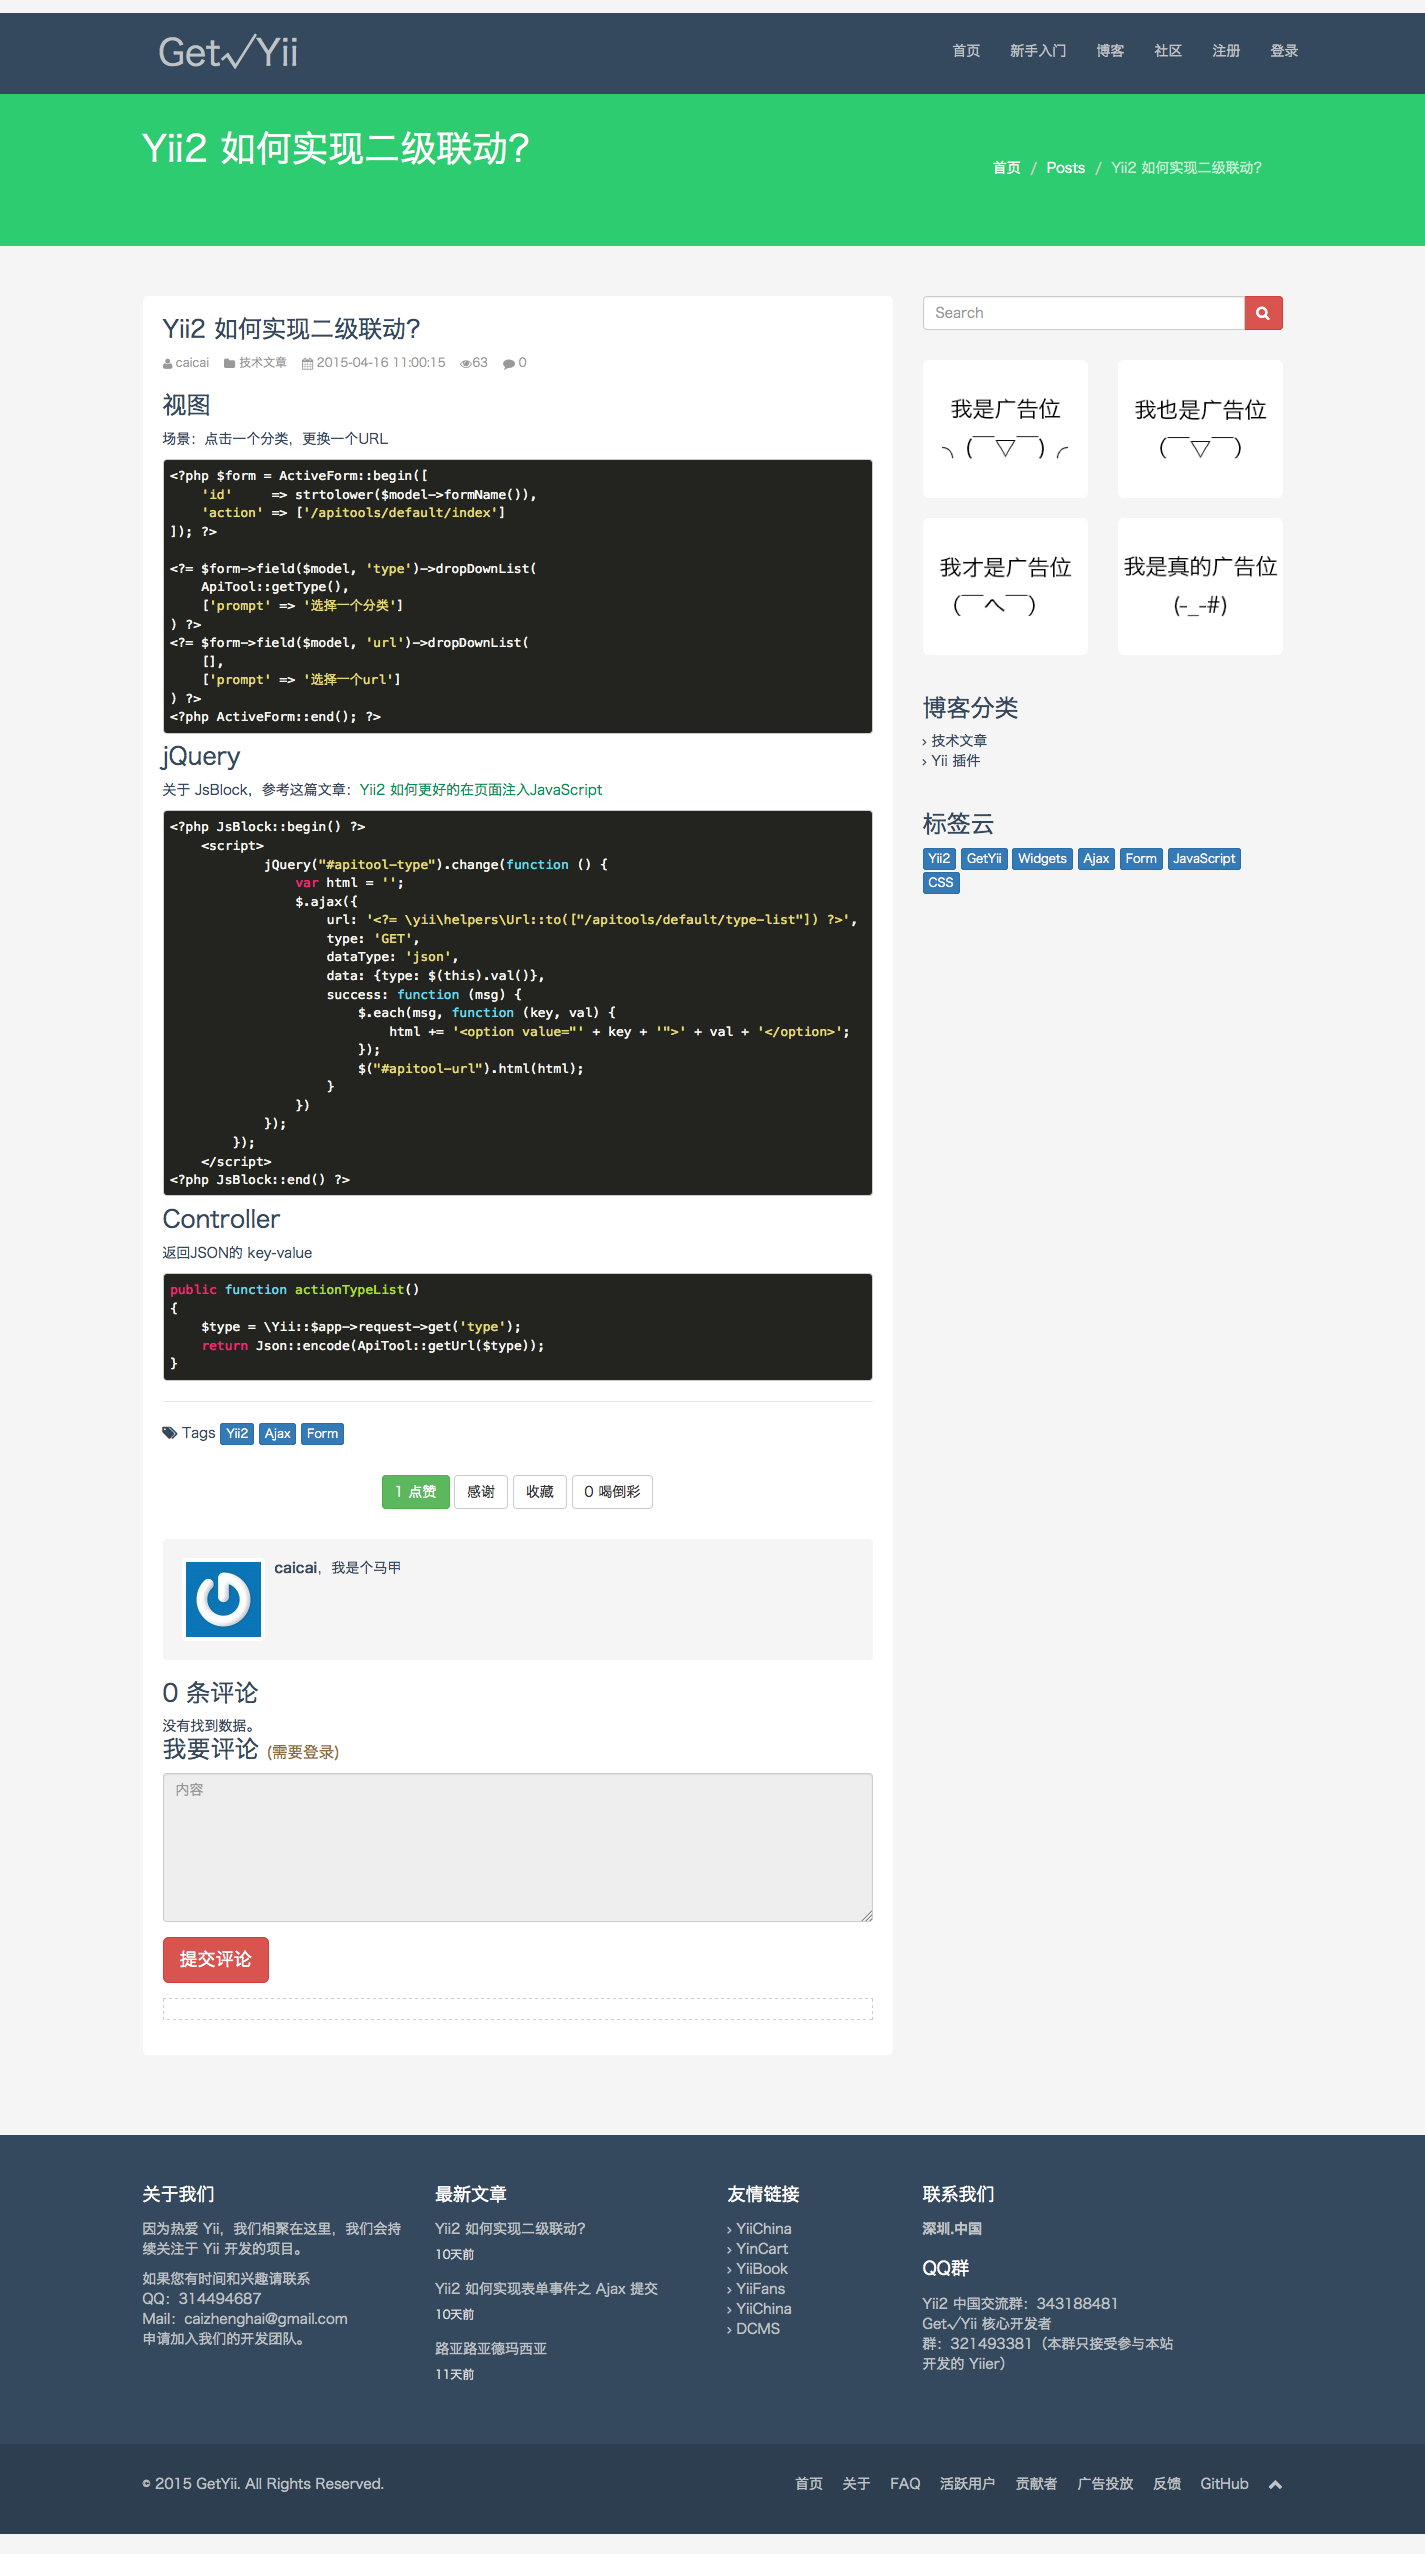 Get√Yii
首页 新手入门 博客 社区 注册 登录
Yii2 如何实现二级联动?
首页 / Posts / Yii2 如何实现二级联动?
Yii2 如何实现二级联动?
caicai 技术文章 2015-04-16 11:00:15 63 0
视图
场景：点击一个分类，更换一个URL
<?php $form = ActiveForm::begin([
    'id'     => strtolower($model->formName()),
    'action' => ['/apitools/default/index']
]); ?>
<?= $form->field($model, 'type')->dropDownList(
    ApiTool::getType(),
    ['prompt' => '选择一个分类']
) ?>
<?= $form->field($model, 'url')->dropDownList(
    [],
    ['prompt' => '选择一个url']
) ?>
<?php ActiveForm::end(); ?>
jQuery
关于 JsBlock，参考这篇文章：Yii2 如何更好的在页面注入JavaScript
<?php JsBlock::begin() ?>
    <script>
            jQuery("#apitool-type").change(function () {
                var html = '';
                $.ajax({
                    url: '<?= \yii\helpers\Url::to(["/apitools/default/type-list"]) ?>',
                    type: 'GET',
                    dataType: 'json',
                    data: {type: $(this).val()},
                    success: function (msg) {
                        $.each(msg, function (key, val) {
                            html += '<option value="' + key + '">' + val + '</option>';
                        });
                        $("#apitool-url").html(html);
                    }
                })
            });
        });
    </script>
<?php JsBlock::end() ?>
Controller
返回JSON的 key-value
public function actionTypeList()
{
    $type = \Yii::$app->request->get('type');
    return Json::encode(ApiTool::getUrl($type));
}
Tags Yii2 Ajax Form
1 点赞 感谢 收藏 0 喝倒彩
caicai，我是个马甲
0 条评论
没有找到数据。
我要评论 (需要登录)
内容
提交评论
Search
我是广告位
╮(￣▽￣)╭
我也是广告位
(￣▽￣)
我才是广告位
(￣へ￣)
我是真的广告位
(-_-#)
博客分类
› 技术文章
› Yii 插件
标签云
Yii2 GetYii Widgets Ajax Form JavaScript
CSS
关于我们
因为热爱 Yii，我们相聚在这里，我们会持
续关注于 Yii 开发的项目。
如果您有时间和兴趣请联系
QQ：314494687
Mail：caizhenghai@gmail.com
申请加入我们的开发团队。
最新文章
Yii2 如何实现二级联动?
10天前
Yii2 如何实现表单事件之 Ajax 提交
10天前
路亚路亚德玛西亚
11天前
友情链接
› YiiChina
› YinCart
› YiiBook
› YiiFans
› YiiChina
› DCMS
联系我们
深圳.中国
QQ群
Yii2 中国交流群：343188481
Get√Yii 核心开发者
群：321493381（本群只接受参与本站
开发的 Yiier）
© 2015 GetYii. All Rights Reserved.
首页 关于 FAQ 活跃用户 贡献者 广告投放 反馈 GitHub